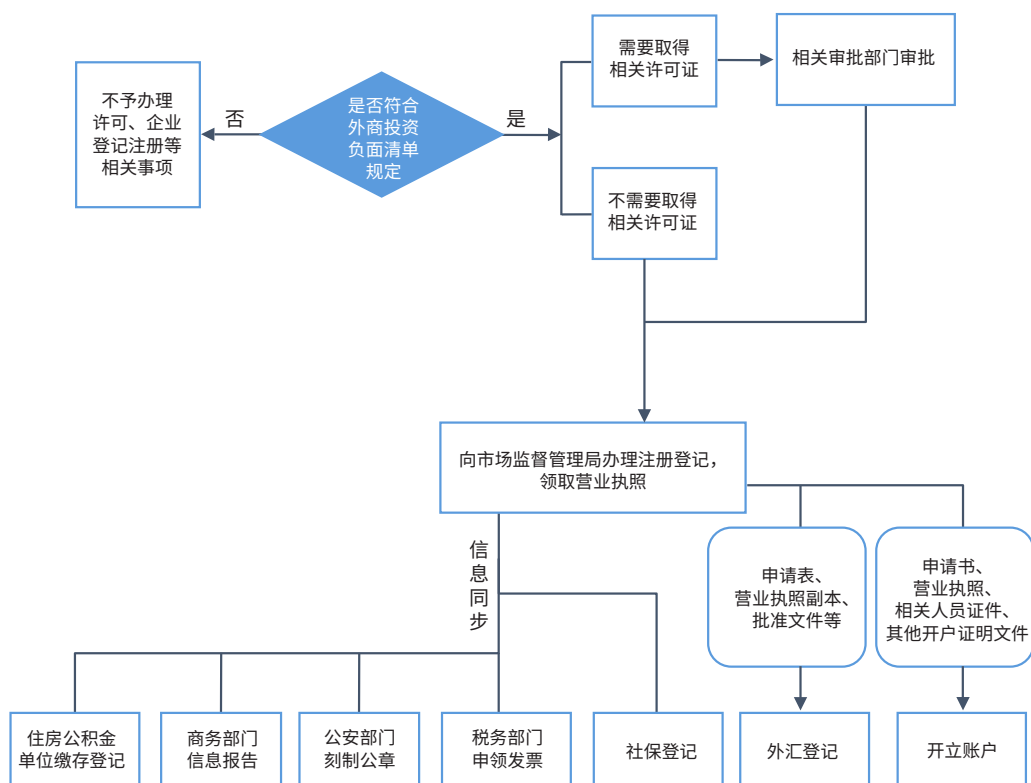 不予办理
许可、企业
登记注册等
相关事项
否
是否符合
外商投资
负面清单
规定
是
需要取得
相关许可证
相关审批部门审批
不需要取得
相关许可证
向市场监督管理局办理注册登记，
领取营业执照
信
息
同
步
申请表、
营业执照副本、
批准文件等
申请书、
营业执照、
相关人员证件、
其他开户证明文件
住房公积金
单位缴存登记
商务部门
信息报告
公安部门
刻制公章
税务部门
申领发票
社保登记
外汇登记
开立账户